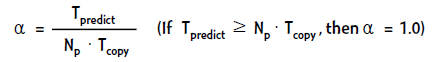 α = T_predict / (N_p · T_copy) (If T_predict ≥ N_p · T_copy, then α = 1.0)